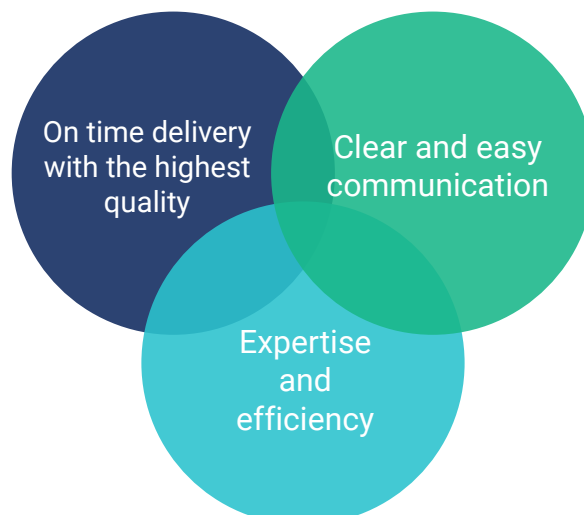 On time delivery
with the highest
quality
Clear and easy
communication
Expertise
and
efficiency